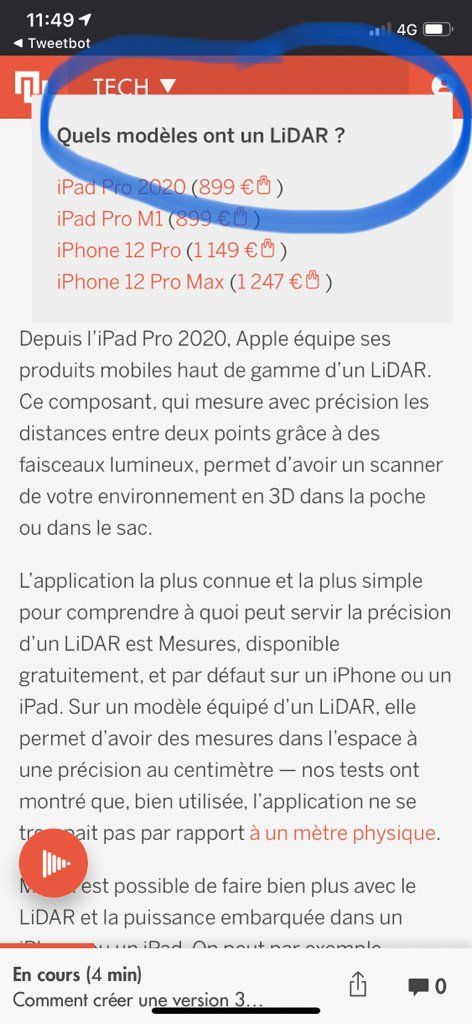 11:49
4G
Tweetbot
TECH ▼
Quels modèles ont un LiDAR ?
iPad Pro 2020 (899 €)
iPad Pro M1 (899 €)
iPhone 12 Pro (1 149 €)
iPhone 12 Pro Max (1 247 €)
Depuis l’iPad Pro 2020, Apple équipe ses
produits mobiles haut de gamme d’un LiDAR.
Ce composant, qui mesure avec précision les
distances entre deux points grâce à des
faisceaux lumineux, permet d’avoir un scanner
de votre environnement en 3D dans la poche
ou dans le sac.
L’application la plus connue et la plus simple
pour comprendre à quoi peut servir la précision
d’un LiDAR est Mesures, disponible
gratuitement, et par défaut sur un iPhone ou un
iPad. Sur un modèle équipé d’un LiDAR, elle
permet d’avoir des mesures dans l’espace à
une précision au centimètre — nos tests ont
montré que, bien utilisée, l’application ne se
pait pas par rapport à un mètre physique.
est possible de faire bien plus avec le
LiDAR et la puissance embarquée dans un
ou un iPad. On peut par exemple
En cours (4 min)
Comment créer une version 3...
0